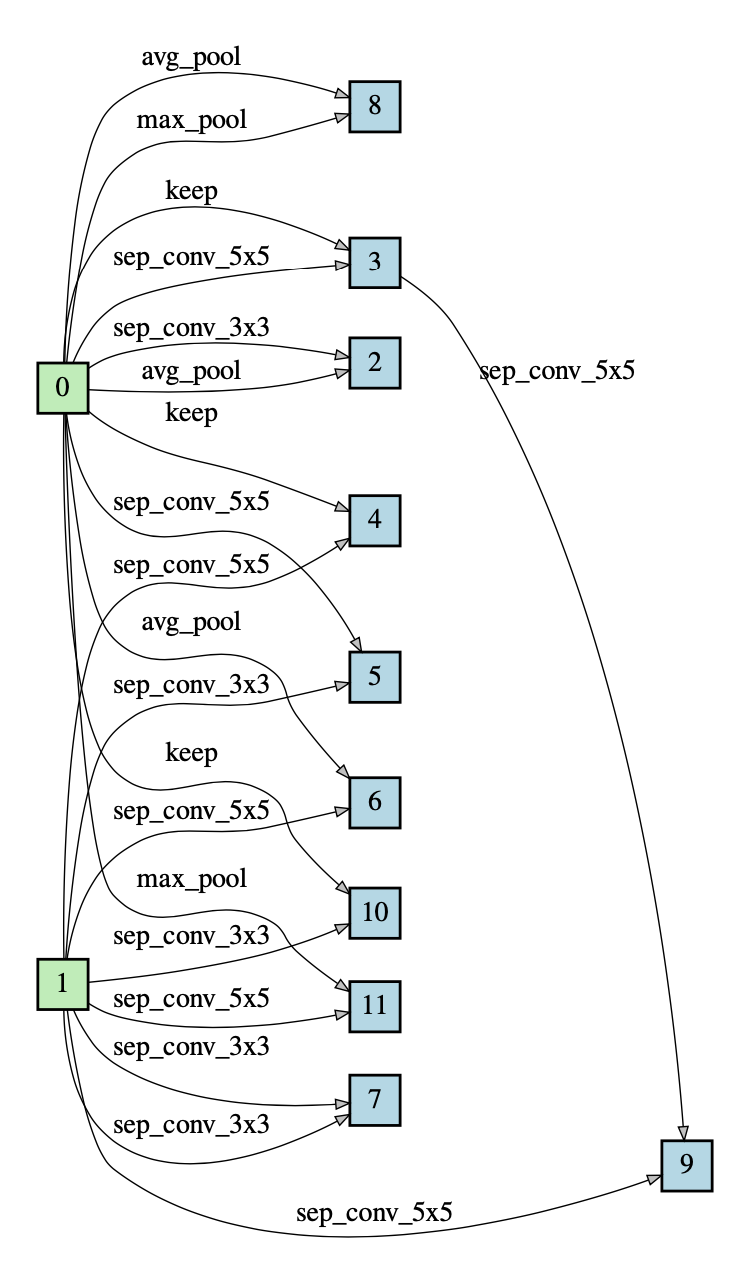 avg_pool
8
max_pool
keep
sep_conv_5x5
3
sep_conv_3x3
2
avg_pool
sep_conv_5x5
0
keep
sep_conv_5x5
4
sep_conv_5x5
avg_pool
5
sep_conv_3x3
keep
6
sep_conv_5x5
max_pool
10
sep_conv_3x3
1
sep_conv_5x5
11
sep_conv_3x3
7
sep_conv_3x3
9
sep_conv_5x5